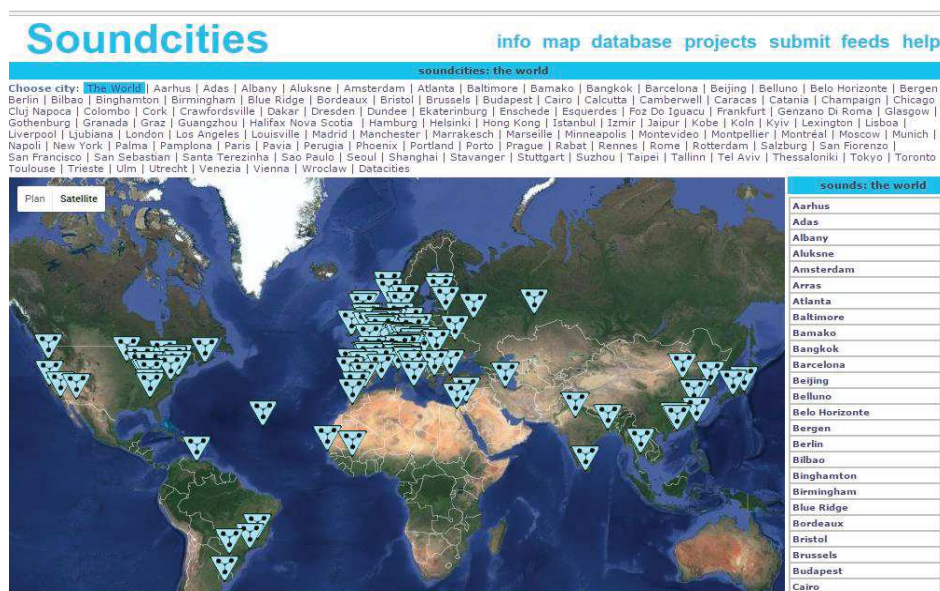 Soundcities
info map database projects submit feeds help
soundcities: the world
Choose city: The World | Aarhus | Adas | Albany | Aluksne | Amsterdam | Atlanta | Baltimore | Bamako | Bangkok | Barcelona | Beijing | Belluno | Belo Horizonte | Bergen
Berlin | Bilbao | Binghamton | Birmingham | Blue Ridge | Bordeaux | Bristol | Brussels | Budapest | Cairo | Calcutta | Camberwell | Caracas | Catania | Champaign | Chicago
Cluj Napoca | Colombo | Cork | Crawfordsville | Dakar | Dresden | Dundee | Ekaterinburg | Enschede | Esquerdes | Foz Do Iguacu | Frankfurt | Genzano Di Roma | Glasgow |
Gothenburg | Granada | Graz | Guangzhou | Halifax Nova Scotia | Hamburg | Helsinki | Hong Kong | Istanbul | Izmir | Jaipur | Kobe | Koln | Kyiv | Lexington | Lisboa |
Liverpool | Ljubiana | London | Los Angeles | Louisville | Madrid | Manchester | Marrakesch | Marseille | Minneapolis | Montevideo | Montpellier | Montréal | Moscow | Munich |
Napoli | New York | Palma | Pamplona | Paris | Pavia | Perugia | Phoenix | Portland | Porto | Prague | Rabat | Rennes | Rome | Rotterdam | Salzburg | San Fiorenzo |
San Francisco | San Sebastian | Santa Terezinha | Sao Paulo | Seoul | Shanghai | Stavanger | Stuttgart | Suzhou | Taipei | Tallinn | Tel Aviv | Thessaloniki | Tokyo | Toronto
Toulouse | Trieste | Ulm | Utrecht | Venezia | Vienna | Wroclaw | Datacities
Plan Satellite
sounds: the world
Aarhus
Adas
Albany
Aluksne
Amsterdam
Arras
Atlanta
Baltimore
Bamako
Bangkok
Barcelona
Beijing
Belluno
Belo Horizonte
Bergen
Berlin
Bilbao
Binghamton
Birmingham
Blue Ridge
Bordeaux
Bristol
Brussels
Budapest
Cairo